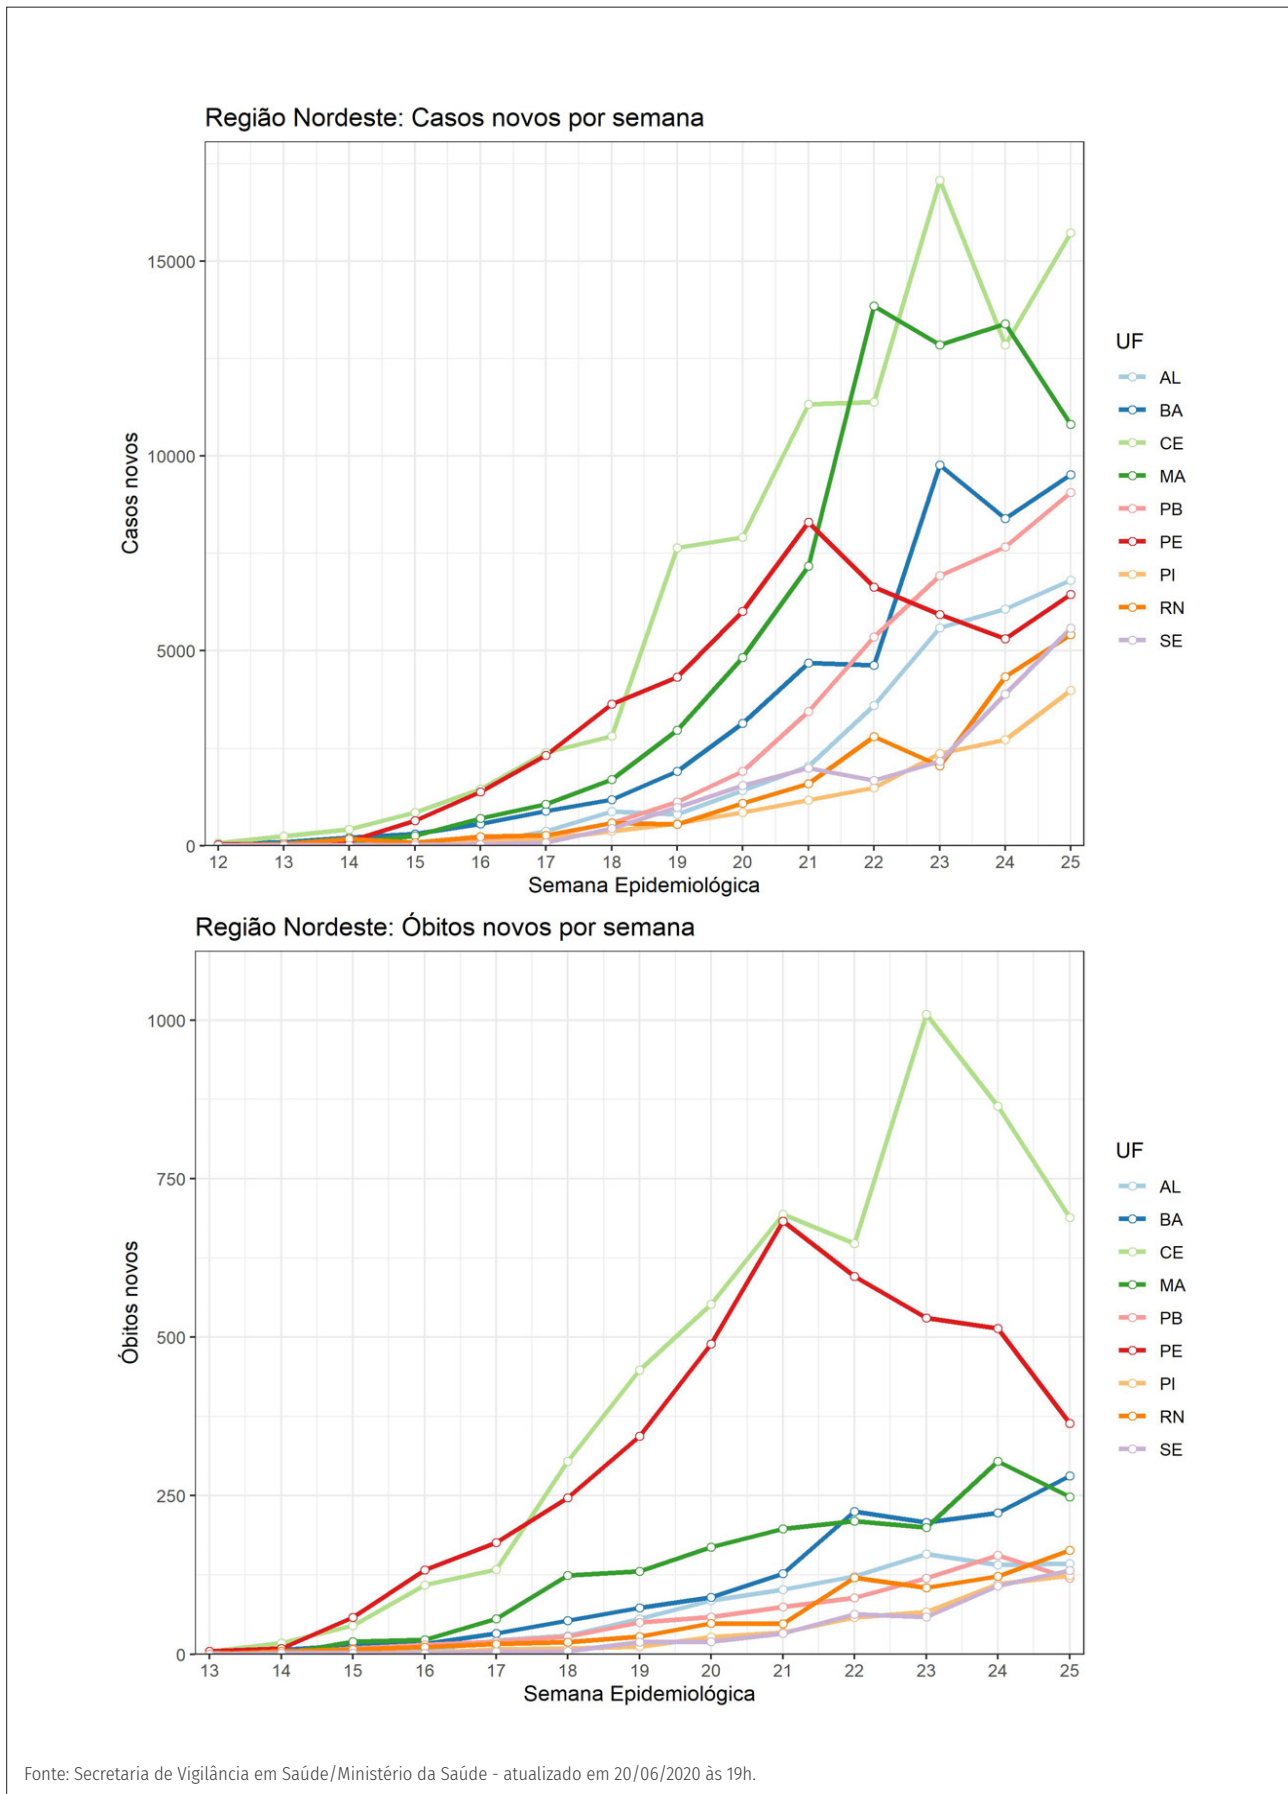 Região Nordeste: Casos novos por semana
Casos novos
15000
10000
5000
0
12 13 14 15 16 17 18 19 20 21 22 23 24 25
Semana Epidemiológica
UF
AL
BA
CE
MA
PB
PE
PI
RN
SE
Região Nordeste: Óbitos novos por semana
Óbitos novos
1000
750
500
250
0
13 14 15 16 17 18 19 20 21 22 23 24 25
Semana Epidemiológica
UF
AL
BA
CE
MA
PB
PE
PI
RN
SE
Fonte: Secretaria de Vigilância em Saúde/Ministério da Saúde - atualizado em 20/06/2020 às 19h.